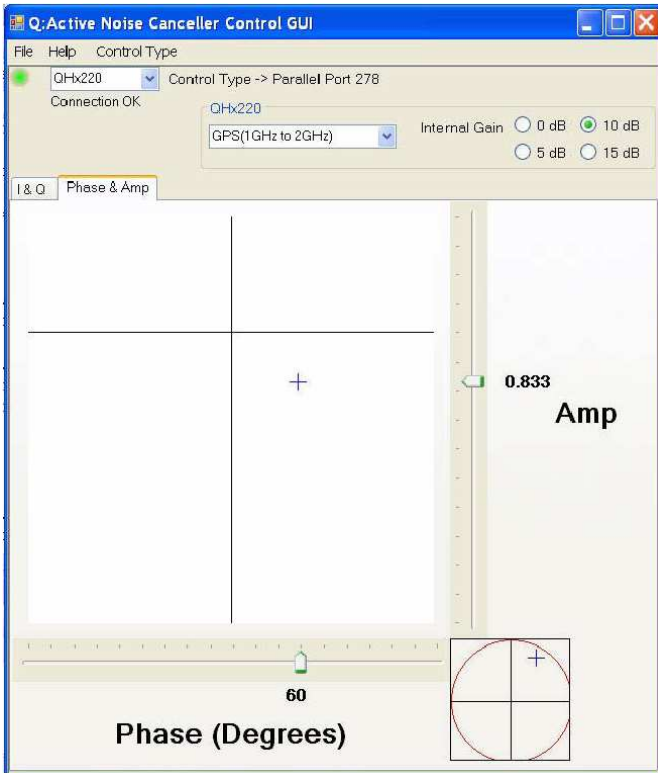 Q:Active Noise Canceller Control GUI
File Help Control Type
QHx220 Control Type -> Parallel Port 278
Connection OK
QHx220
GPS(1GHz to 2GHz)
Internal Gain 0 dB 10 dB
5 dB 15 dB
I & Q Phase & Amp
0.833
Amp
60
Phase (Degrees)